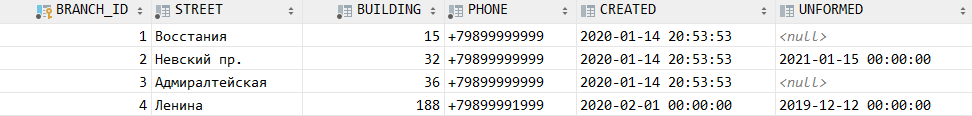 BRANCH_ID STREET BUILDING PHONE CREATED UNFORMED
1 Восстания 15 +79899999999 2020-01-14 20:53:53 <null>
2 Невский пр. 32 +79899999999 2020-01-14 20:53:53 2021-01-15 00:00:00
3 Адмиралтейская 36 +79899999999 2020-01-14 20:53:53 <null>
4 Ленина 188 +79899991999 2020-02-01 00:00:00 2019-12-12 00:00:00